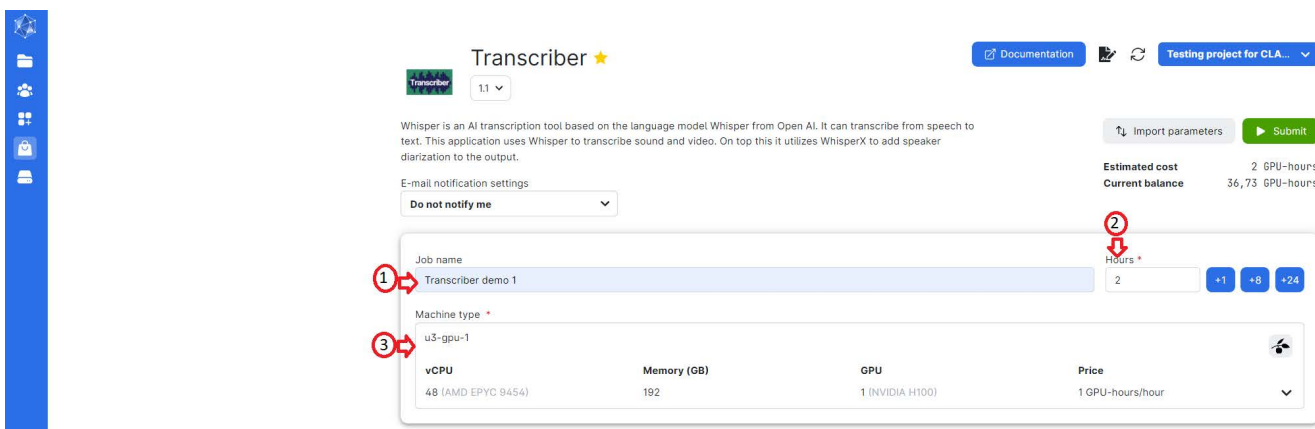 Transcriber
Documentation
Testing project for CLA...
Transcriber
1.1
Whisper is an AI transcription tool based on the language model Whisper from Open AI. It can transcribe from speech to
text. This application uses Whisper to transcribe sound and video. On top this it utilizes WhisperX to add speaker
diarization to the output.
Import parameters
Submit
Estimated cost 2 GPU-hours
Current balance 36,73 GPU-hours
E-mail notification settings
Do not notify me
2
Job name
Hours *
1
Transcriber demo 1
2
+1
+8
+24
Machine type *
3
u3-gpu-1
vCPU Memory (GB) GPU Price
48 (AMD EPYC 9454) 192 1 (NVIDIA H100) 1 GPU-hours/hour